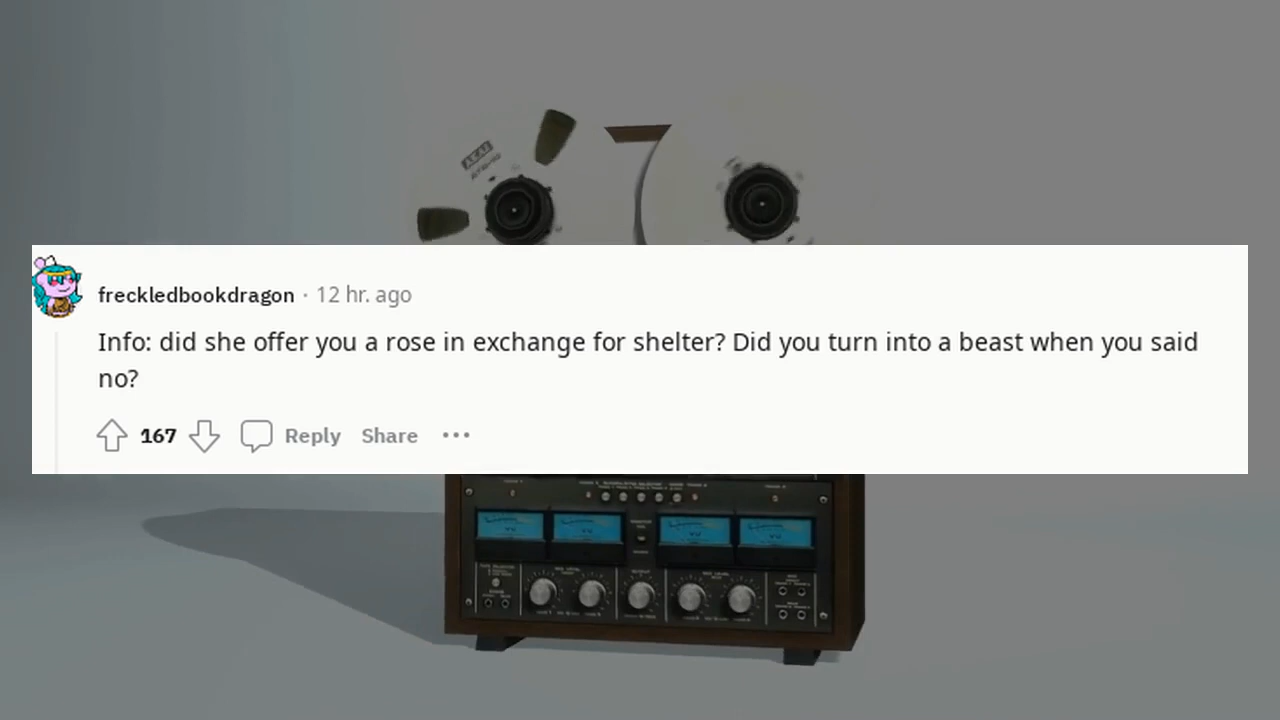 AKAI
freckledbookdragon · 12 hr. ago
Info: did she offer you a rose in exchange for shelter? Did you turn into a beast when you said
no?
167 Reply Share